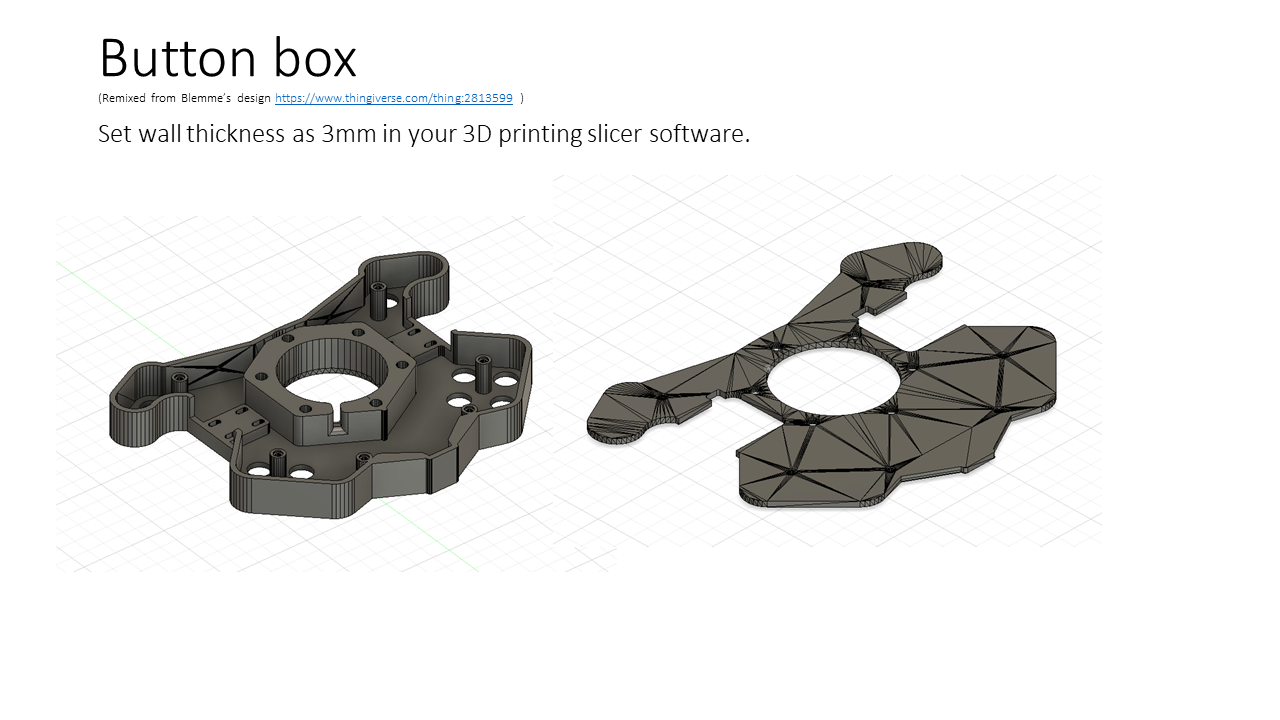 Button box
(Remixed from Blemme's design https://www.thingiverse.com/thing:2813599 )
Set wall thickness as 3mm in your 3D printing slicer software.